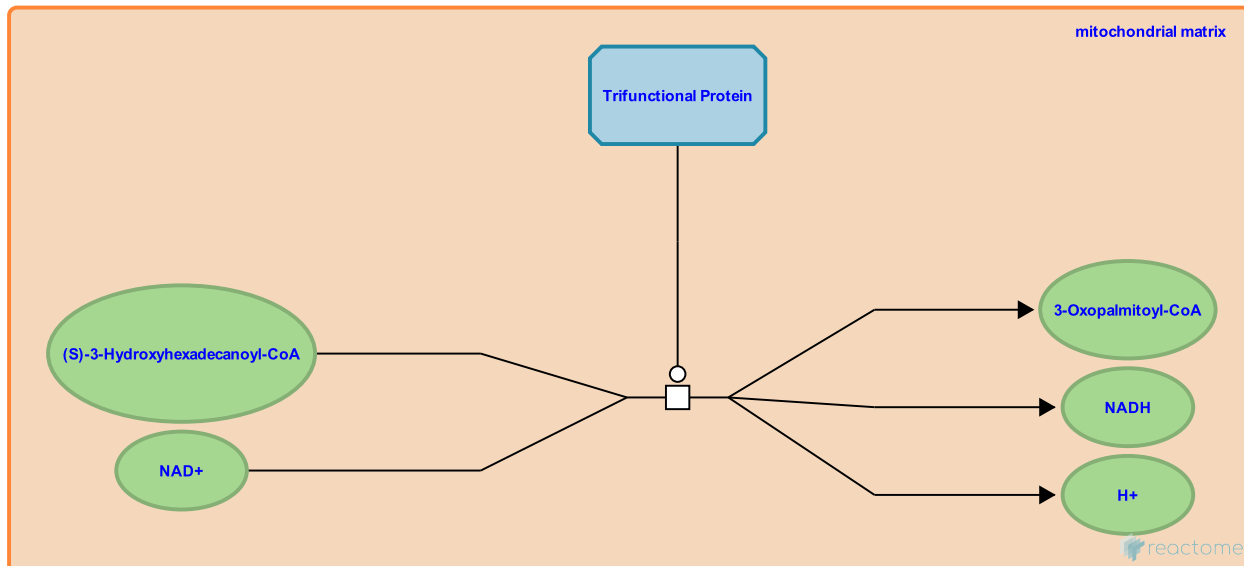 mitochondrial matrix
Trifunctional Protein
(S)-3-Hydroxyhexadecanoyl-CoA
3-Oxopalmitoyl-CoA
NAD+
NADH
H+
reactome